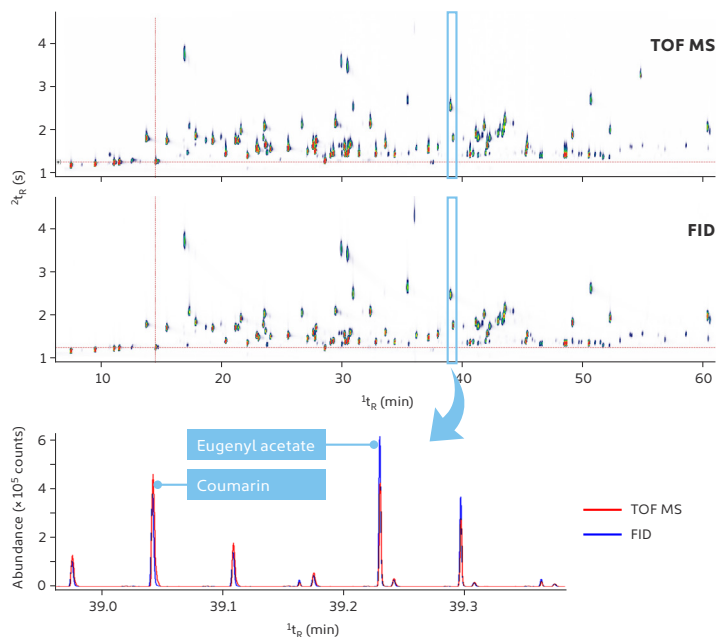 4
TOF MS
3
2
1
²tR (s)
4
FID
3
2
1
10 20 30 40 50 60
¹tR (min)
6
Eugenyl acetate
Coumarin
4
2
0
Abundance (× 10⁵ counts)
TOF MS
FID
39.0 39.1 39.2 39.3
¹tR (min)